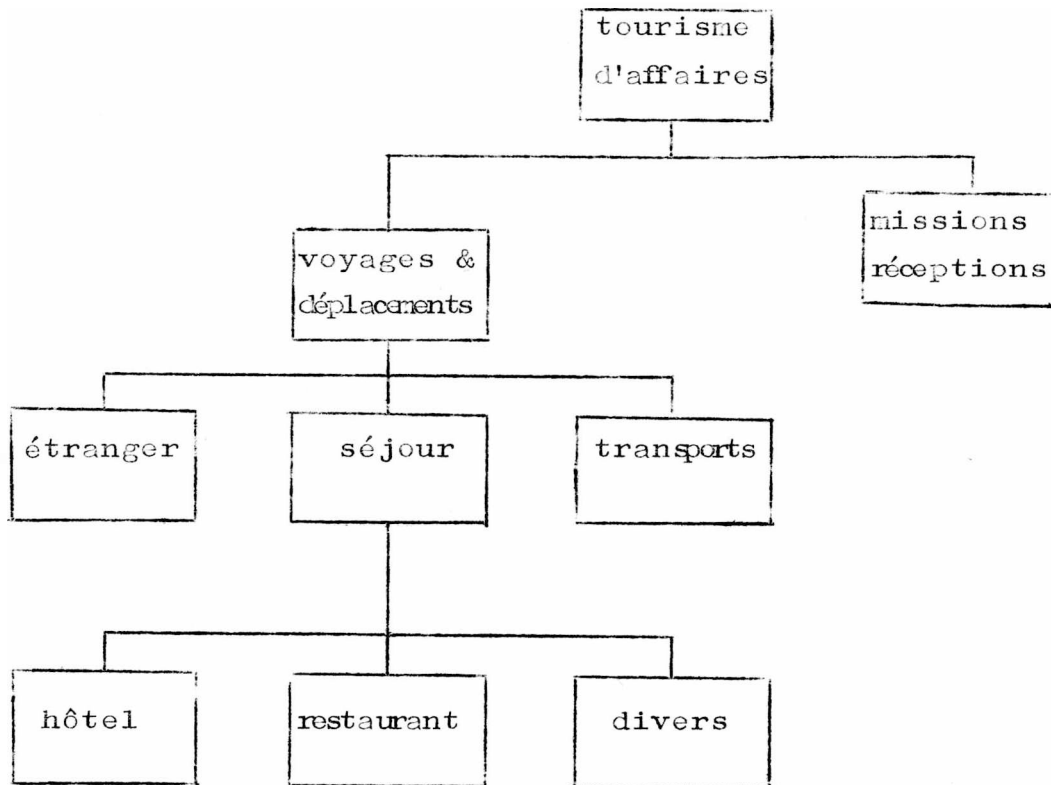 tourisme
d'affaires
missions
réceptions
voyages &
déplacements
étranger
séjour
transports
hôtel
restaurant
divers